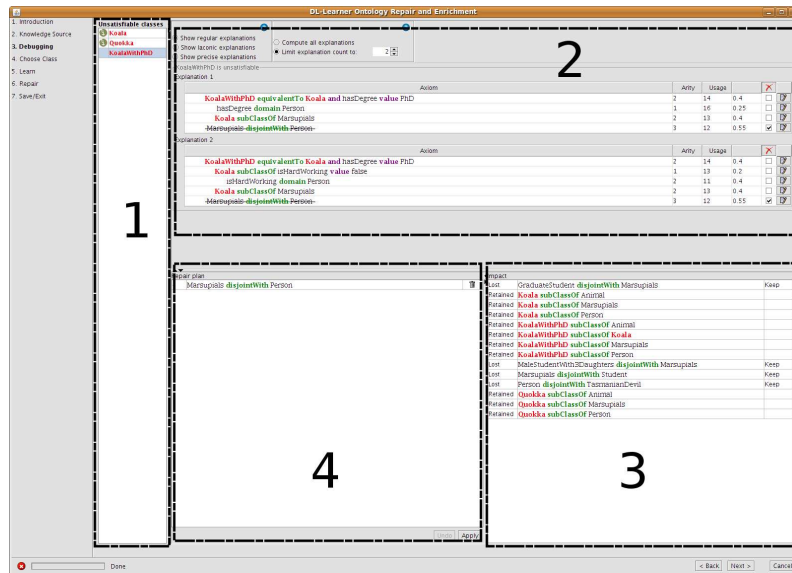 DL-Learner Ontology Repair and Enrichment
1. Introduction
2. Knowledge Source
3. Debugging
4. Choose Class
5. Learn
6. Repair
7. Save/Exit
Unsatisfiable classes
Koala
Quokka
KoalaWithPhD
1
Show regular explanations
Show laconic explanations
Show precise explanations
Compute all explanations
Limit explanation count to: 2
2
KoalaWithPhD is unsatisfiable
Explanation 1
Axiom Arity Usage
KoalaWithPhD equivalentTo Koala and hasDegree value PhD 2 14 0.4
hasDegree domain Person 1 16 0.25
Koala subClassOf Marsupials 2 13 0.4
Marsupials disjointWith Person 3 12 0.55
Explanation 2
Axiom Arity Usage
KoalaWithPhD equivalentTo Koala and hasDegree value PhD 2 14 0.4
Koala subClassOf isHardWorking value false 1 13 0.2
isHardWorking domain Person 2 11 0.4
Koala subClassOf Marsupials 2 13 0.4
Marsupials disjointWith Person 3 12 0.55
epair plan
Marsupials disjointWith Person
4
Undo Apply
Impact
Lost GraduateStudent disjointWith Marsupials Keep
Retained Koala subClassOf Animal
Retained Koala subClassOf Marsupials
Retained Koala subClassOf Person
Retained KoalaWithPhD subClassOf Animal
Retained KoalaWithPhD subClassOf Koala
Retained KoalaWithPhD subClassOf Marsupials
Retained KoalaWithPhD subClassOf Person
Lost MaleStudentWith3Daughters disjointWith Marsupials Keep
Lost Marsupials disjointWith Student Keep
Lost Person disjointWith TasmanianDevil Keep
Retained Quokka subClassOf Animal
Retained Quokka subClassOf Marsupials
Retained Quokka subClassOf Person
3
Done
< Back Next > Cancel